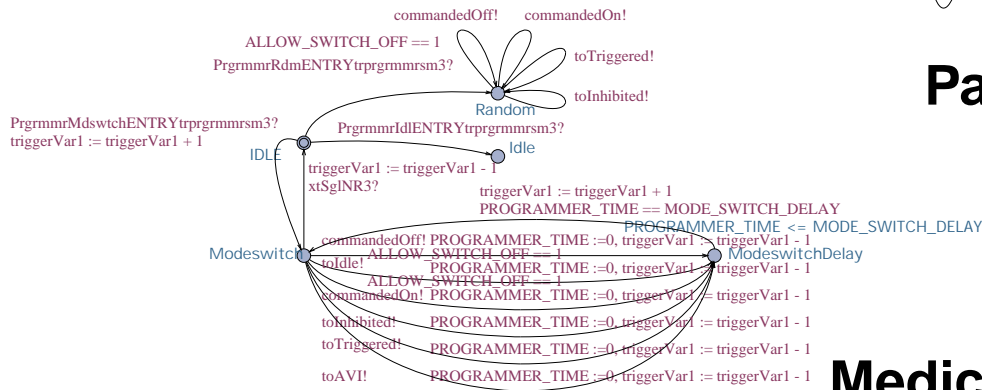 commandedOff! commandedOn!
ALLOW_SWITCH_OFF == 1
toTriggered!
PrgrmmrRdmENTRYtrprgrmmrsm3?
Pa
toInhibited!
Random
PrgrmmrMdswtchENTRYtrprgrmmrsm3?
PrgrmmrIdlENTRYtrprgrmmrsm3?
triggerVar1 := triggerVar1 + 1
IDLE
Idle
triggerVar1 := triggerVar1 - 1
xtSglNR3?
triggerVar1 := triggerVar1 + 1
PROGRAMMER_TIME == MODE_SWITCH_DELAY
PROGRAMMER_TIME <= MODE_SWITCH_DELAY
commandedOff! PROGRAMMER_TIME :=0, triggerVar1 := triggerVar1 - 1
Modeswitch
ALLOW_SWITCH_OFF == 1
ModeswitchDelay
toIdle! PROGRAMMER_TIME :=0, triggerVar1 := triggerVar1 - 1
ALLOW_SWITCH_OFF == 1
commandedOn! PROGRAMMER_TIME :=0, triggerVar1 := triggerVar1 - 1
toInhibited! PROGRAMMER_TIME :=0, triggerVar1 := triggerVar1 - 1
toTriggered! PROGRAMMER_TIME :=0, triggerVar1 := triggerVar1 - 1
toAVI! PROGRAMMER_TIME :=0, triggerVar1 := triggerVar1 - 1
Medic